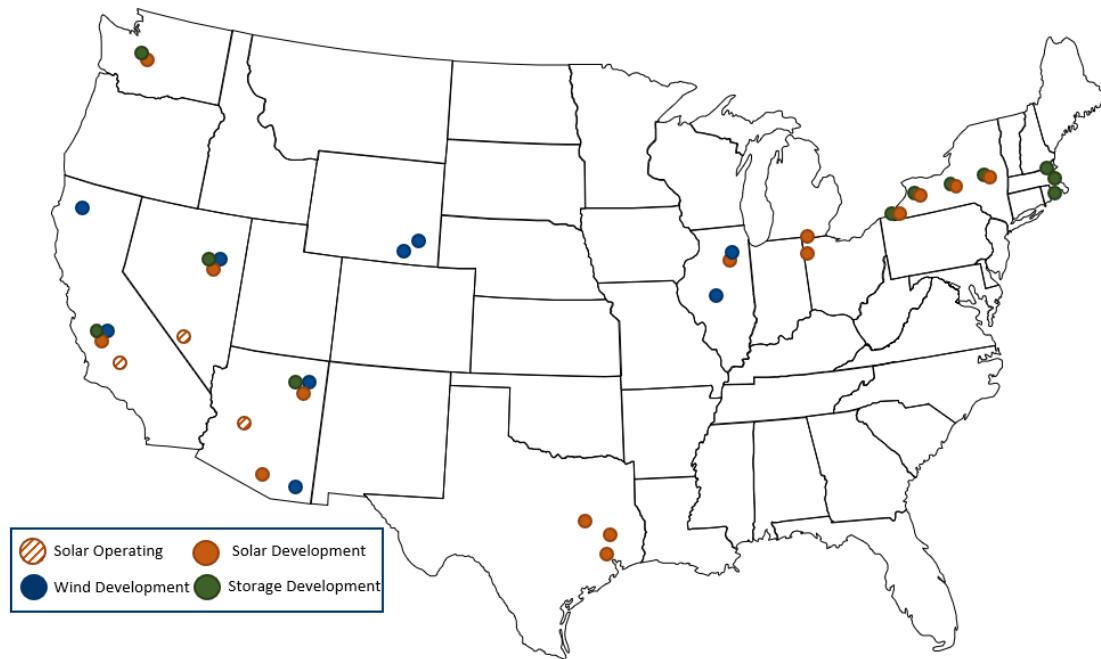 Solar Operating
Solar Development
Wind Development
Storage Development